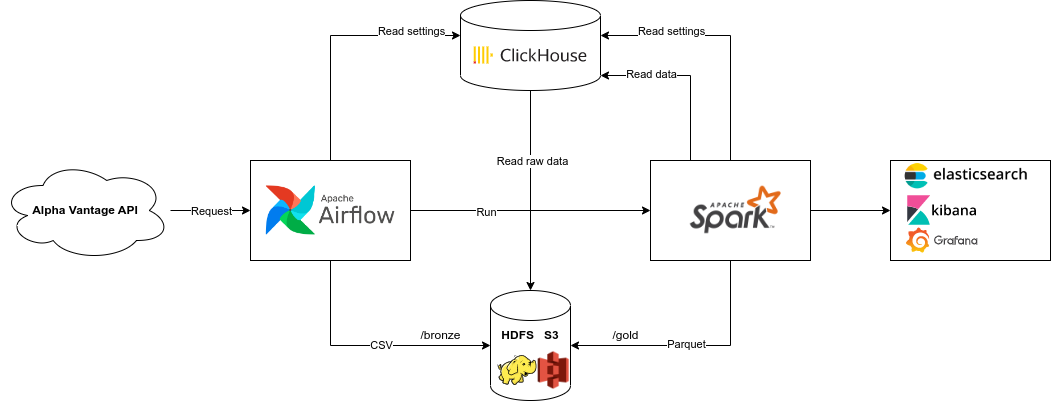 Read settings
ClickHouse
Read settings
Read data
Read raw data
Alpha Vantage API
Request
Apache
Airflow
Run
APACHE
Spark
TM
elasticsearch
kibana
Grafana
CSV
/bronze
HDFS S3
/gold
Parquet